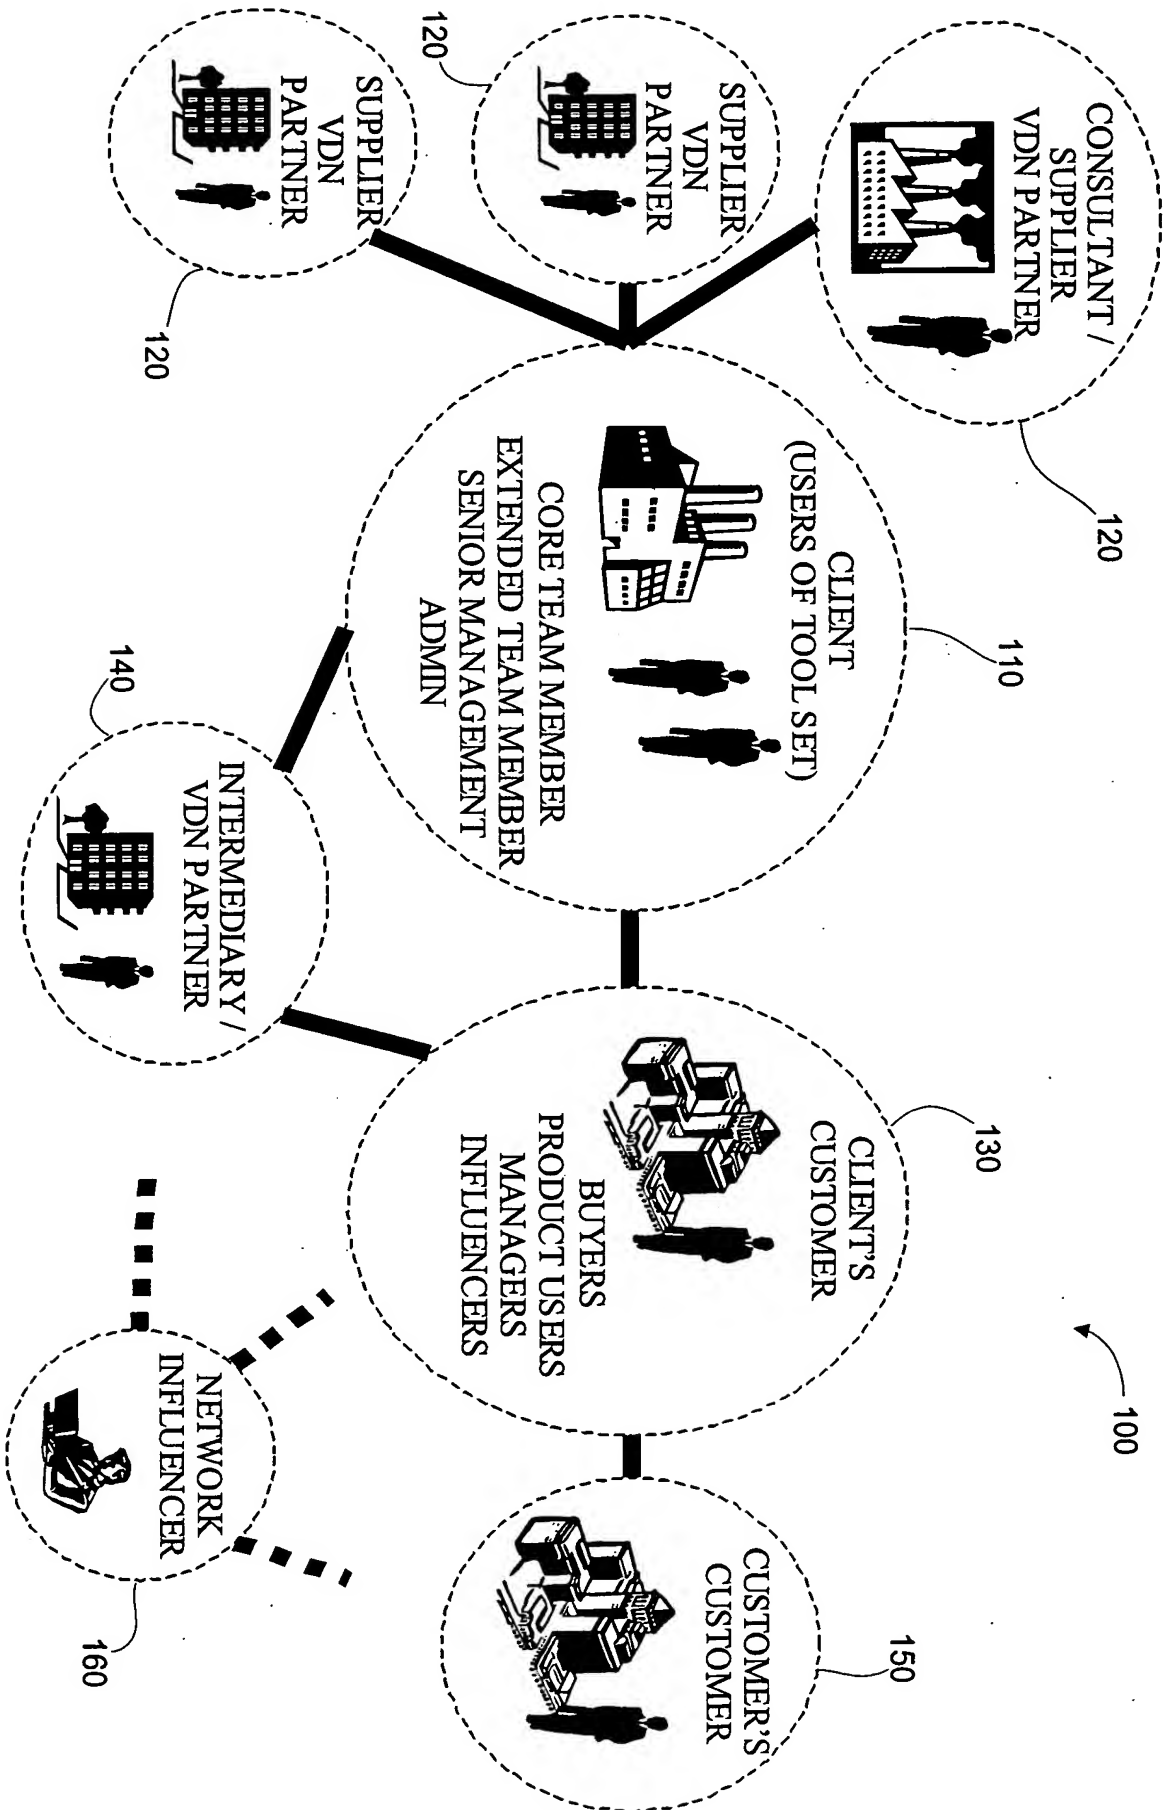 100
CONSULTANT /
SUPPLIER
VDN PARTNER
120
SUPPLIER
VDN
PARTNER
120
SUPPLIER
VDN
PARTNER
120
110
CLIENT
(USERS OF TOOL SET)
CORE TEAM MEMBER
EXTENDED TEAM MEMBER
SENIOR MANAGEMENT
ADMIN
140
INTERMEDIARY /
VDN PARTNER
130
CLIENT'S
CUSTOMER
BUYERS
PRODUCT USERS
MANAGERS
INFLUENCERS
150
CUSTOMER'S
CUSTOMER
NETWORK
INFLUENCER
160